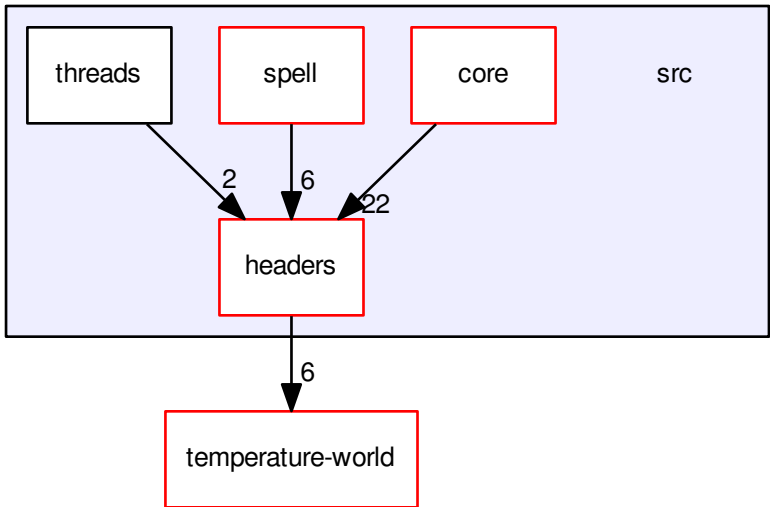 threads
spell
core
src
2
6
22
headers
6
temperature-world